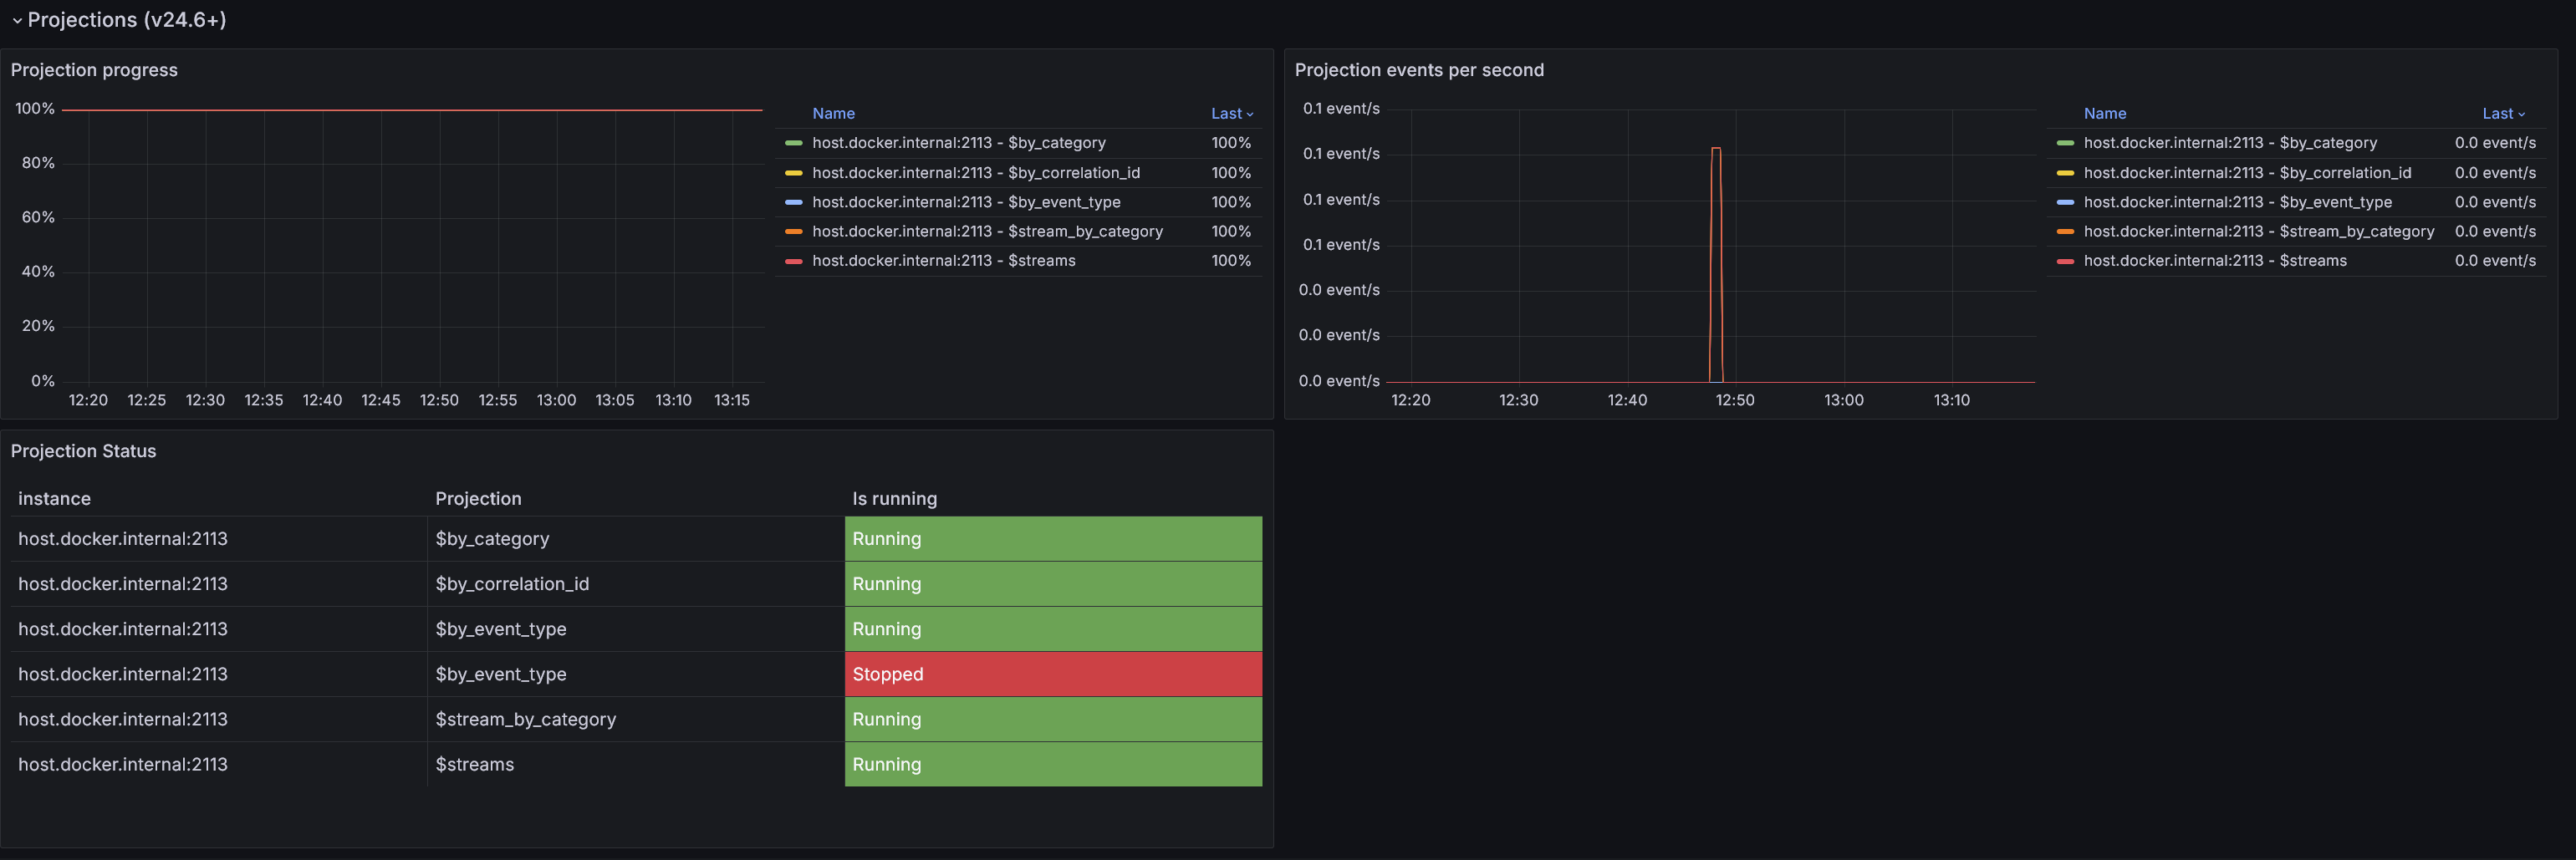 Projections (v24.6+)
Projection progress
100%
80%
60%
40%
20%
0%
12:20 12:25 12:30 12:35 12:40 12:45 12:50 12:55 13:00 13:05 13:10 13:15
Name Last
host.docker.internal:2113 - $by_category 100%
host.docker.internal:2113 - $by_correlation_id 100%
host.docker.internal:2113 - $by_event_type 100%
host.docker.internal:2113 - $stream_by_category 100%
host.docker.internal:2113 - $streams 100%
Projection events per second
0.1 event/s
0.1 event/s
0.1 event/s
0.1 event/s
0.0 event/s
0.0 event/s
0.0 event/s
12:20 12:30 12:40 12:50 13:00 13:10
Name Last
host.docker.internal:2113 - $by_category 0.0 event/s
host.docker.internal:2113 - $by_correlation_id 0.0 event/s
host.docker.internal:2113 - $by_event_type 0.0 event/s
host.docker.internal:2113 - $stream_by_category 0.0 event/s
host.docker.internal:2113 - $streams 0.0 event/s
Projection Status
instance Projection Is running
host.docker.internal:2113 $by_category Running
host.docker.internal:2113 $by_correlation_id Running
host.docker.internal:2113 $by_event_type Running
host.docker.internal:2113 $by_event_type Stopped
host.docker.internal:2113 $stream_by_category Running
host.docker.internal:2113 $streams Running